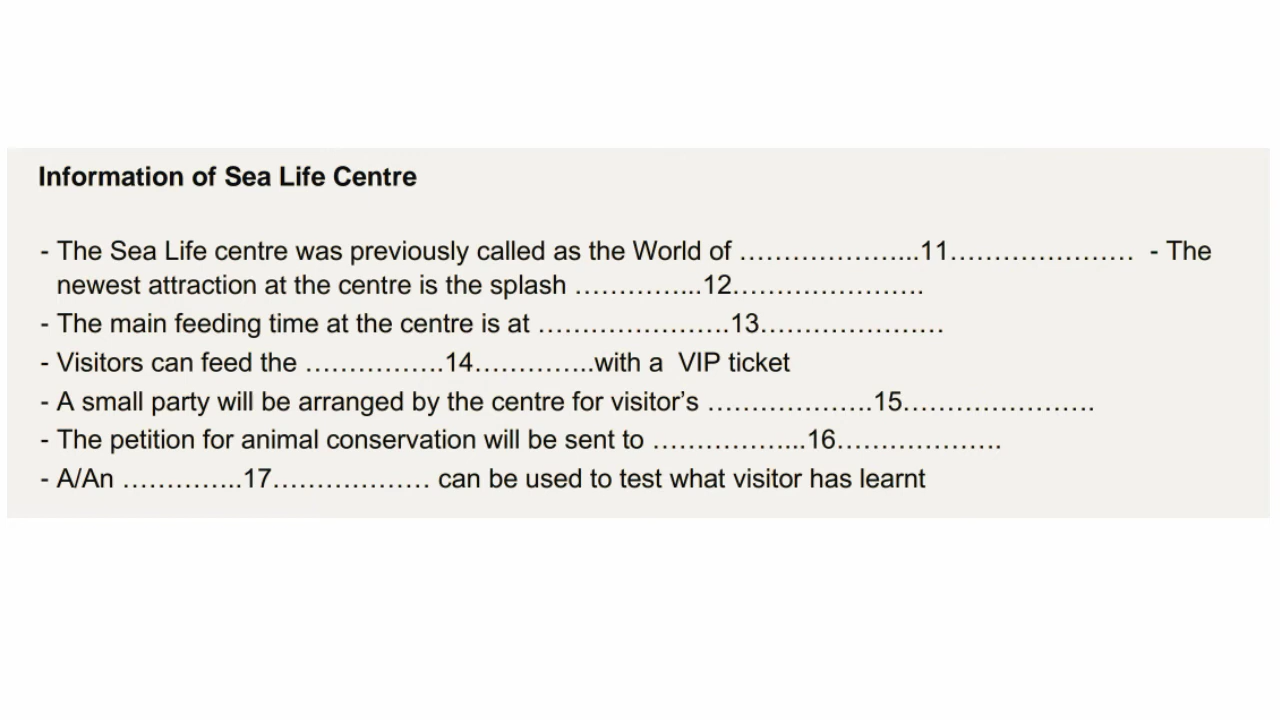 Information of Sea Life Centre
- The Sea Life centre was previously called as the World of ………………...11………………… - The
newest attraction at the centre is the splash …………...12………………….
- The main feeding time at the centre is at ………………….13…………………
- Visitors can feed the …………….14…………..with a VIP ticket
- A small party will be arranged by the centre for visitor’s ……………….15………………….
- The petition for animal conservation will be sent to ……………...16……………….
- A/An …………..17……………… can be used to test what visitor has learnt